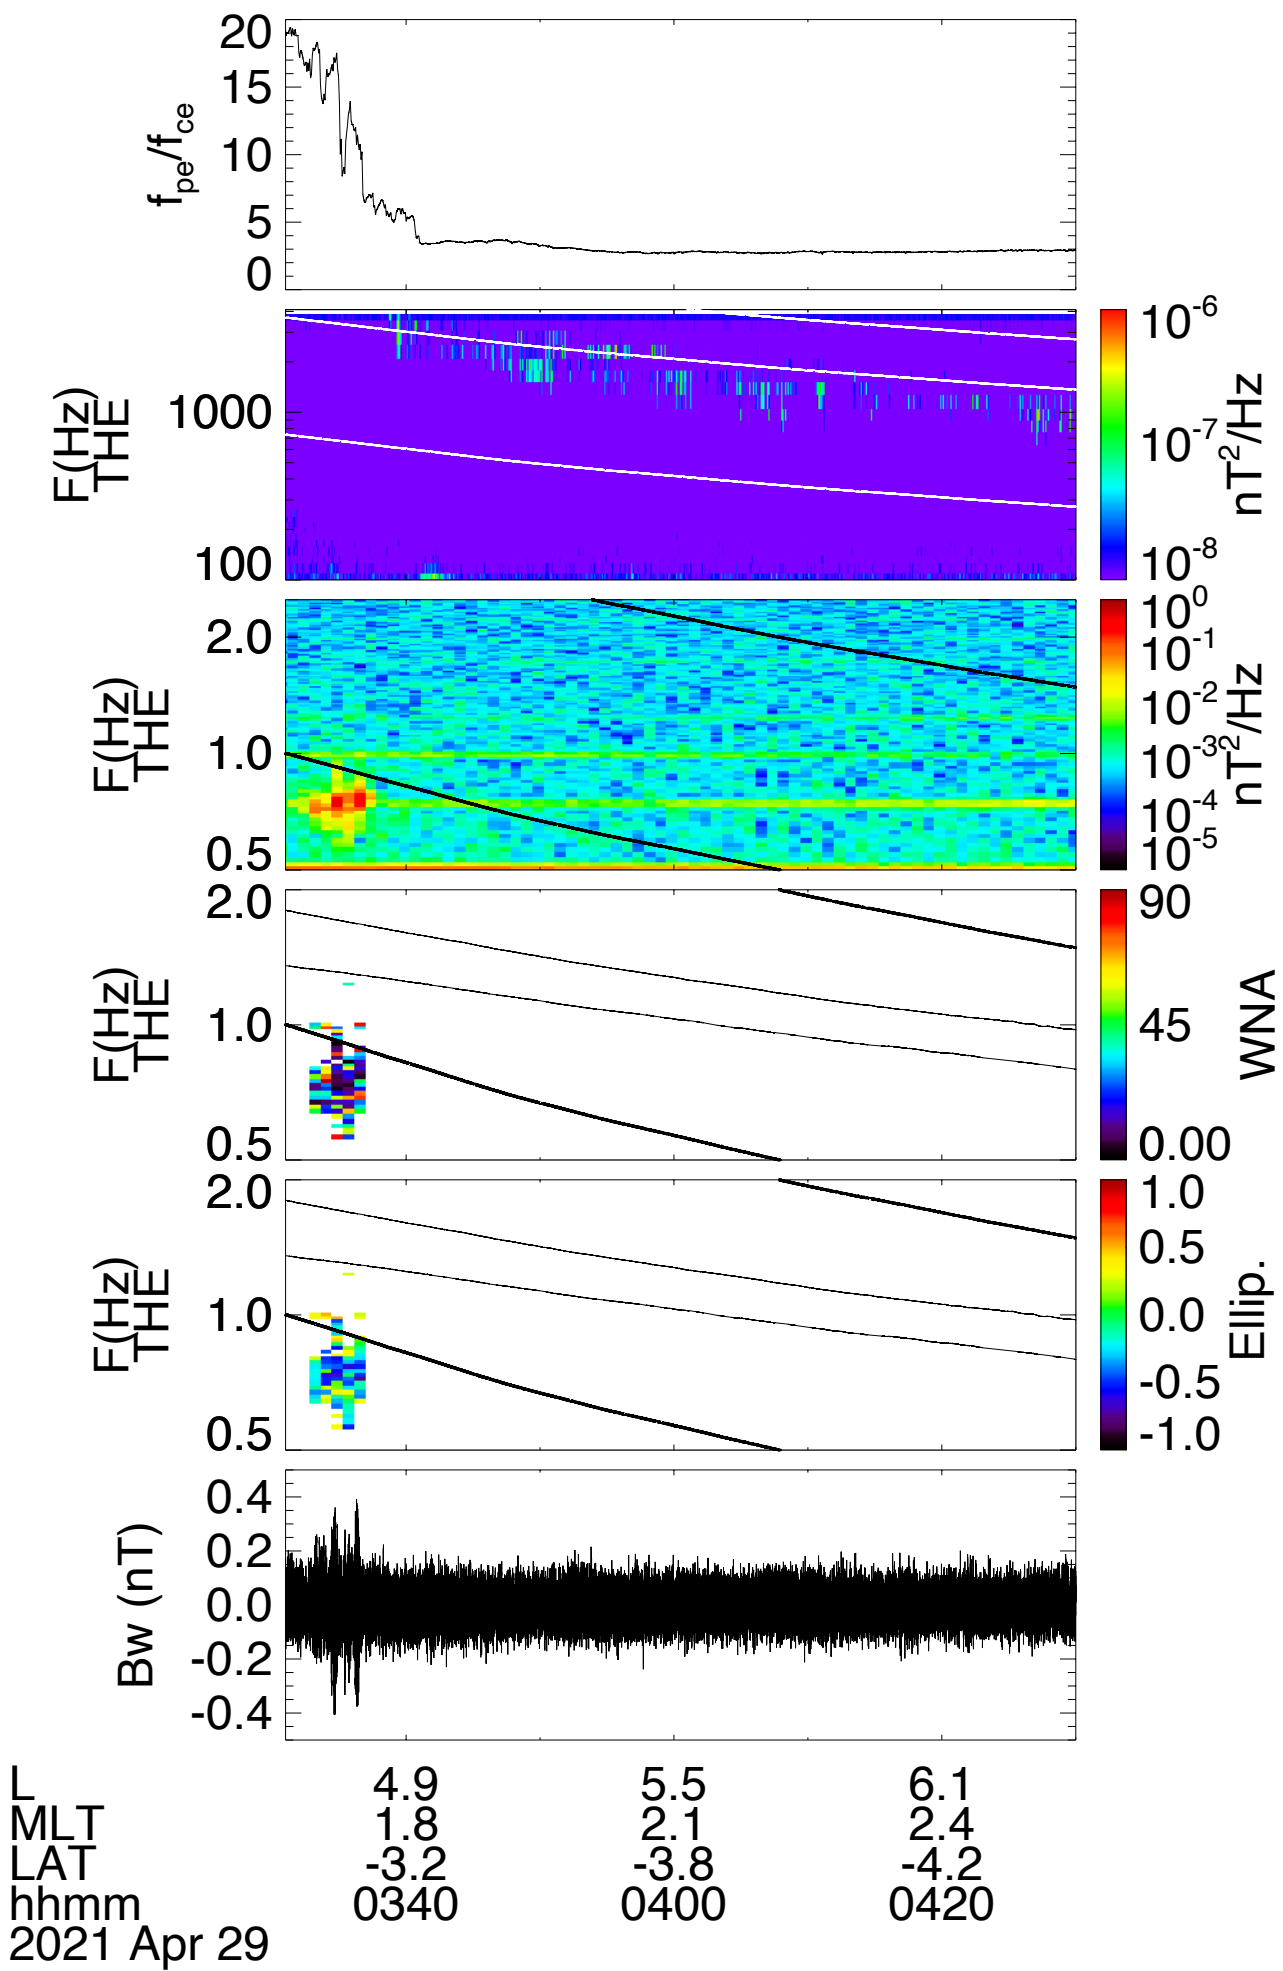 20
15
10
5
0
fpe/fce
1000
100
F(Hz)
THE
10-6
10-7
10-8
nT2/Hz
2.0
1.0
0.5
F(Hz)
THE
100
10-1
10-2
10-3
10-4
10-5
nT2/Hz
2.0
1.0
0.5
F(Hz)
THE
90
45
0.00
WNA
2.0
1.0
0.5
F(Hz)
THE
1.0
0.5
0.0
-0.5
-1.0
Ellip.
0.4
0.2
0.0
-0.2
-0.4
Bw (nT)
L 4.9 5.5 6.1
MLT 1.8 2.1 2.4
LAT -3.2 -3.8 -4.2
hhmm 0340 0400 0420
2021 Apr 29